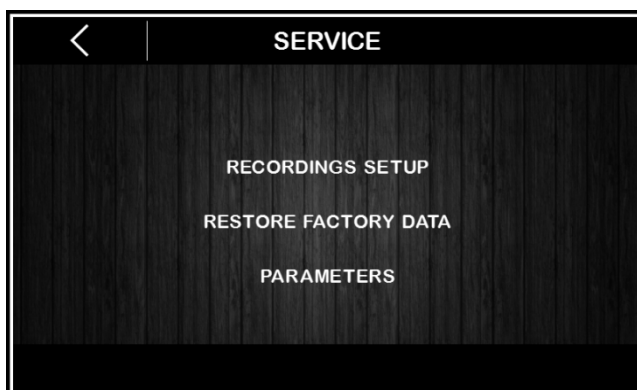 SERVICE
RECORDINGS SETUP
RESTORE FACTORY DATA
PARAMETERS